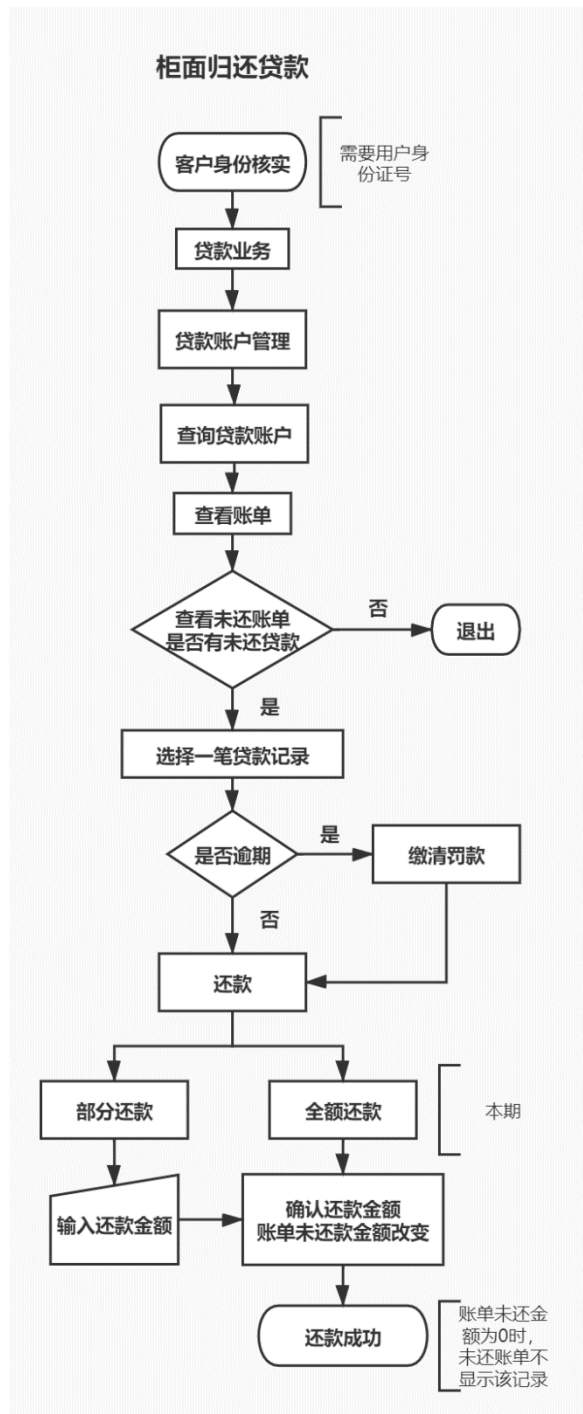 柜面归还贷款
客户身份核实
需要用户身
份证号
贷款业务
贷款账户管理
查询贷款账户
查看账单
查看未还账单
是否有未还贷款
否
退出
是
选择一笔贷款记录
是否逾期
是
缴清罚款
否
还款
部分还款
全额还款
本期
输入还款金额
确认还款金额
账单未还款金额改变
还款成功
账单未还金
额为0时，
未还账单不
显示该记录